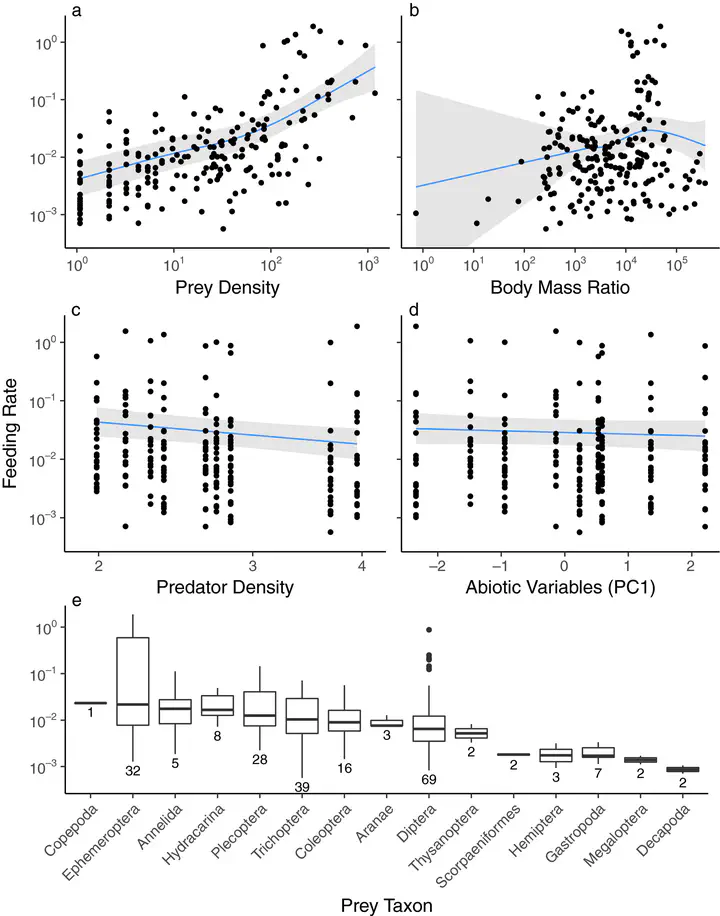 a
b
10⁰
10⁻¹
10⁻²
10⁻³
10⁰ 10¹ 10² 10³
10⁰ 10¹ 10² 10³ 10⁴ 10⁵
Prey Density
Body Mass Ratio
c
d
10⁰
10⁻¹
10⁻²
10⁻³
Feeding Rate
2 3 4
−2 −1 0 1 2
Predator Density
Abiotic Variables (PC1)
e
10⁰
10⁻¹
10⁻²
10⁻³
1 32 5 8 28 39 16 3 69 2 2 3 7 2 2
Copepoda
Ephemeroptera
Annelida
Hydracarina
Plecoptera
Trichoptera
Coleoptera
Aranae
Diptera
Thysanoptera
Scorpaeniformes
Hemiptera
Gastropoda
Megaloptera
Decapoda
Prey Taxon